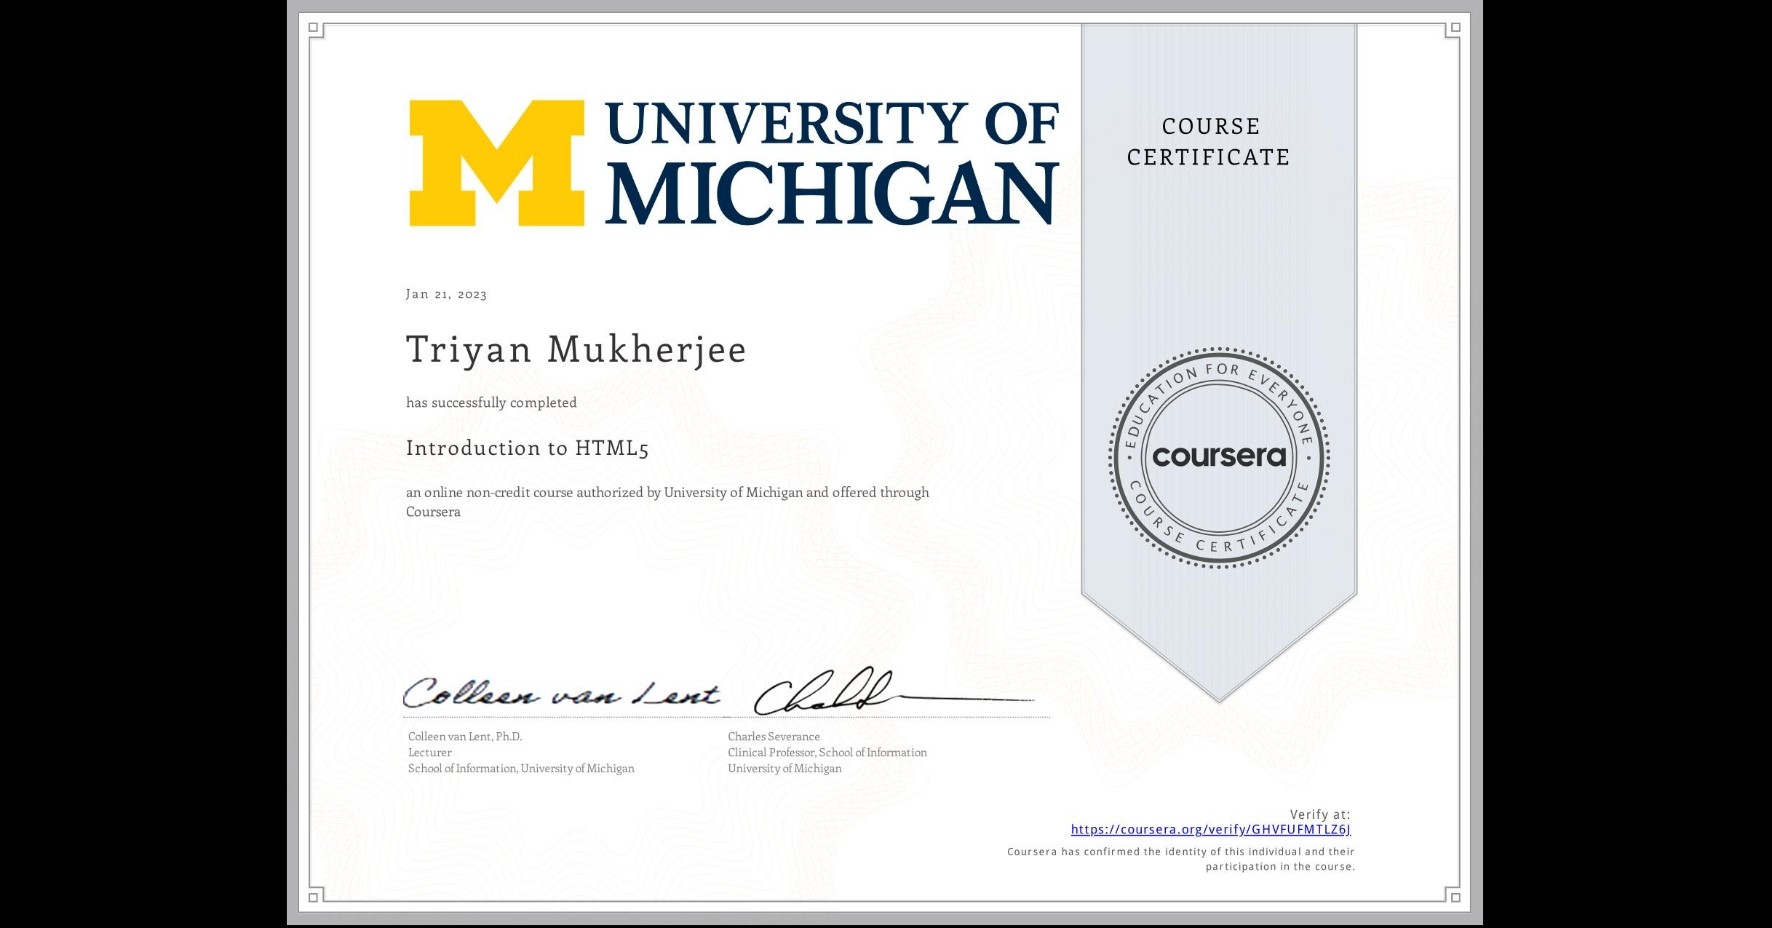 UNIVERSITY OF
MICHIGAN
COURSE
CERTIFICATE
Jan 21, 2023
Triyan Mukherjee
has successfully completed
Introduction to HTML5
an online non-credit course authorized by University of Michigan and offered through
Coursera
EDUCATION FOR EVERYONE
coursera
COURSE CERTIFICATE
Colleen van Lent
Colleen van Lent, Ph.D.
Lecturer
School of Information, University of Michigan
Charles Severance
Clinical Professor, School of Information
University of Michigan
Verify at:
https://coursera.org/verify/GHVFUFMTLZ6J
Coursera has confirmed the identity of this individual and their
participation in the course.